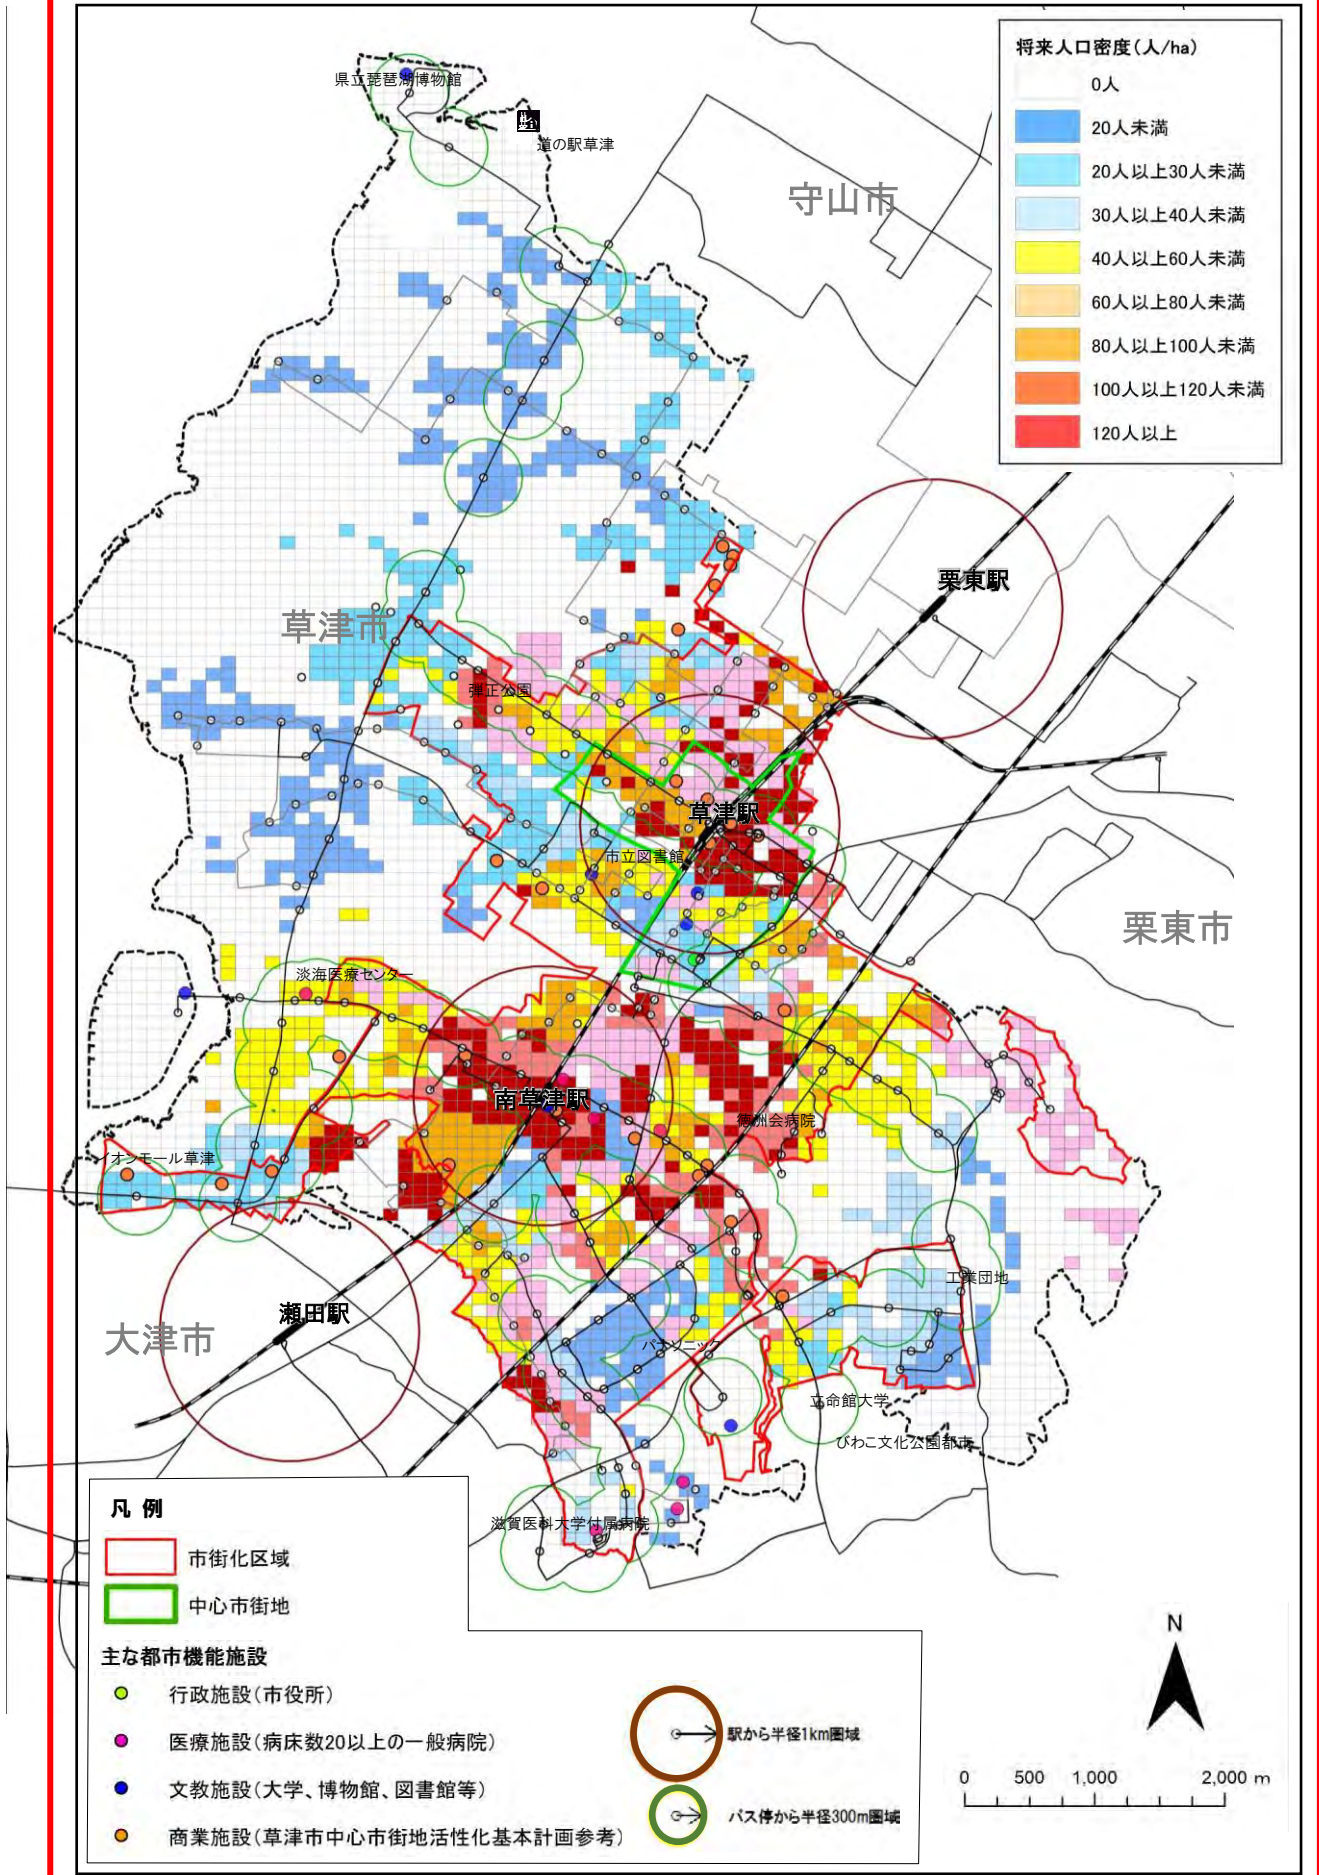 将来人口密度(人/ha)
0人
20人未満
20人以上30人未満
30人以上40人未満
40人以上60人未満
60人以上80人未満
80人以上100人未満
100人以上120人未満
120人以上
県立琵琶湖博物館
道の駅草津
守山市
栗東駅
草津市
弾正公園
草津駅
市立図書館
栗東市
淡海医療センター
南草津駅
徳洲会病院
イオンモール草津
工業団地
瀬田駅
大津市
パナソニック
立命館大学
びわこ文化公園都市
滋賀医科大学付属病院
凡 例
市街化区域
中心市街地
主な都市機能施設
行政施設(市役所)
医療施設(病床数20以上の一般病院)
文教施設(大学、博物館、図書館等)
商業施設(草津市中心市街地活性化基本計画参考)
駅から半径1km圏域
バス停から半径300m圏域
N
0 500 1,000 2,000 m